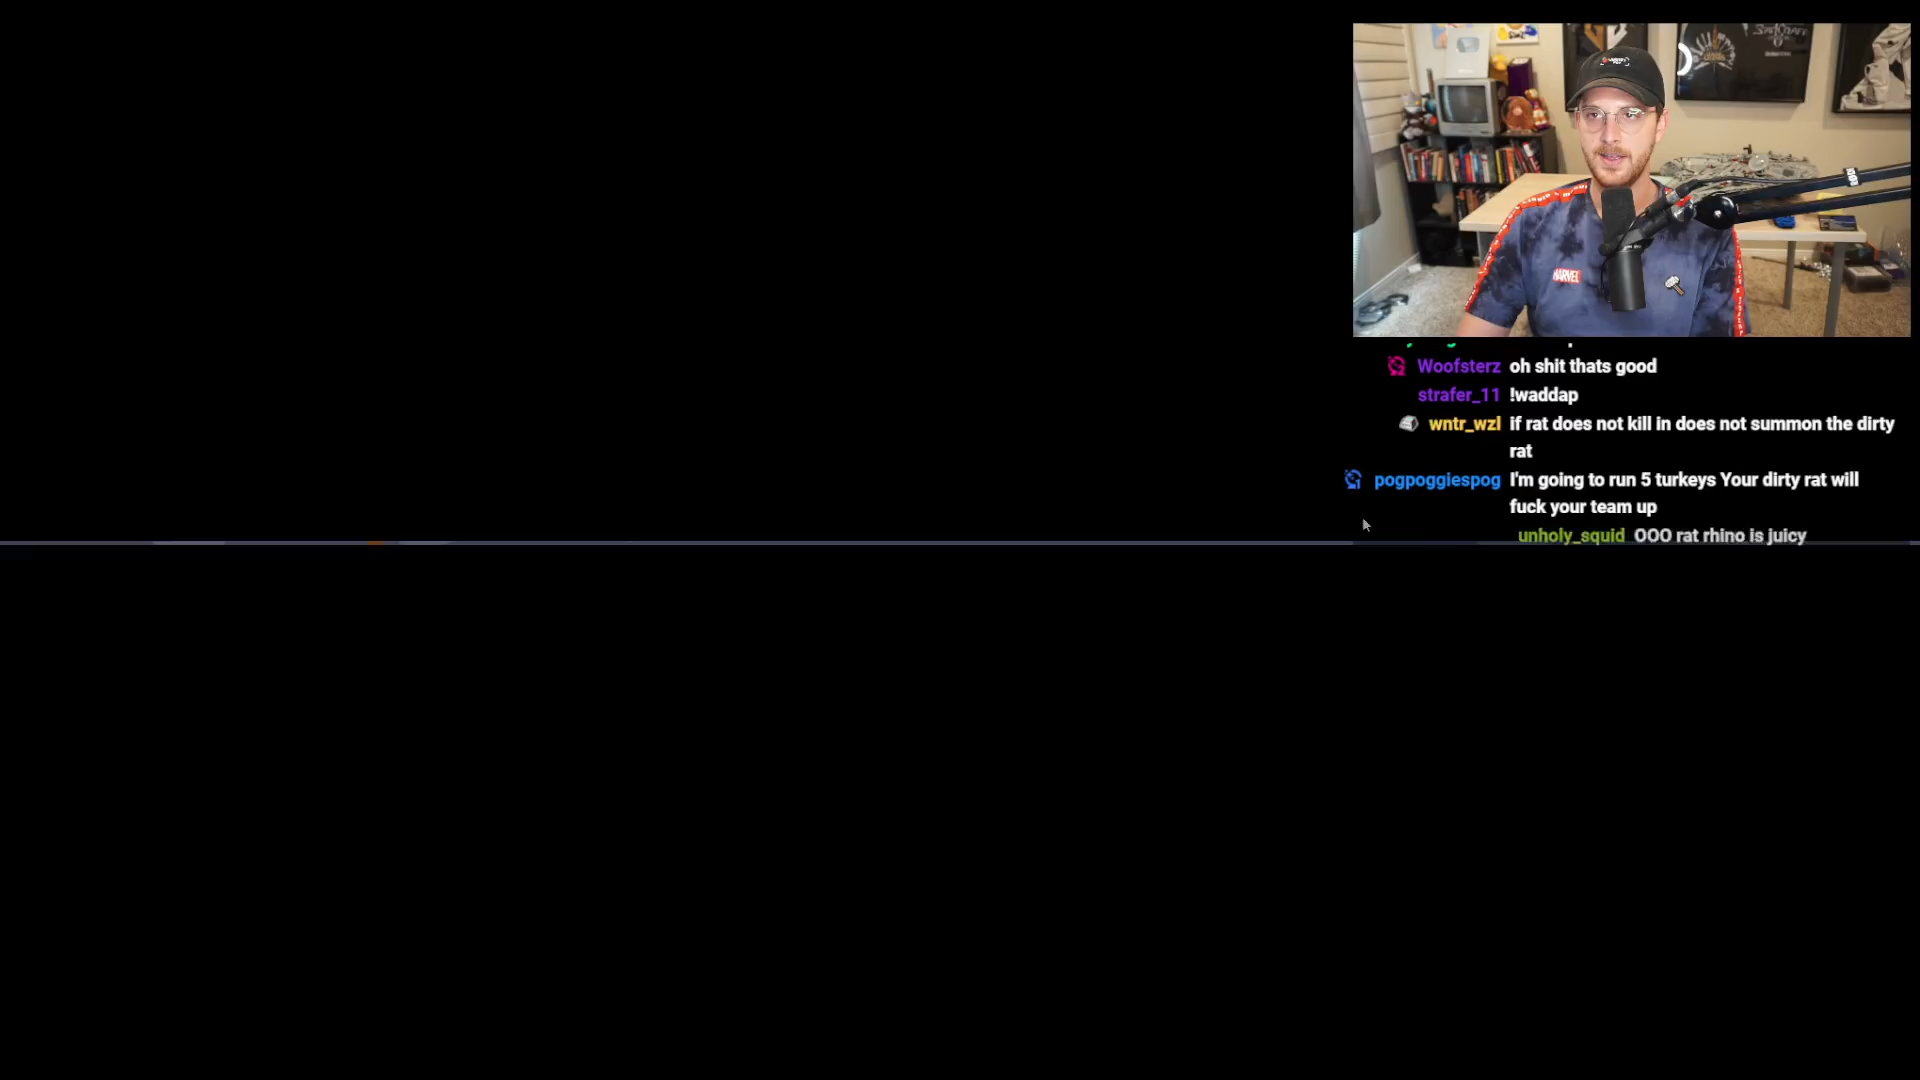 MARVEL
Woofsterz oh shit thats good
strafer_11 !waddap
wntr_wzl if rat does not kill in does not summon the dirty
rat
pogpoggiespog I'm going to run 5 turkeys Your dirty rat will
fuck your team up
unholy_squid OOO rat rhino is juicy